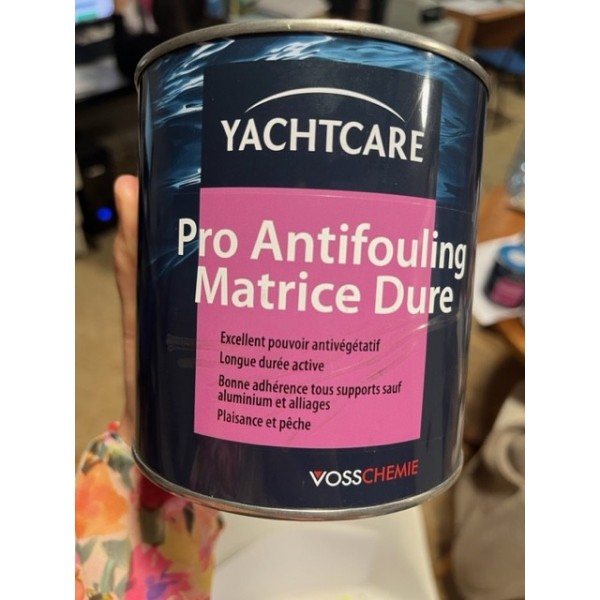 YACHTCARE
Pro Antifouling
Matrice Dure
Excellent pouvoir antivégétatif
Longue durée active
Bonne adhérence tous supports sauf
aluminium et alliages
Plaisance et pêche
VOSSCHEMIE